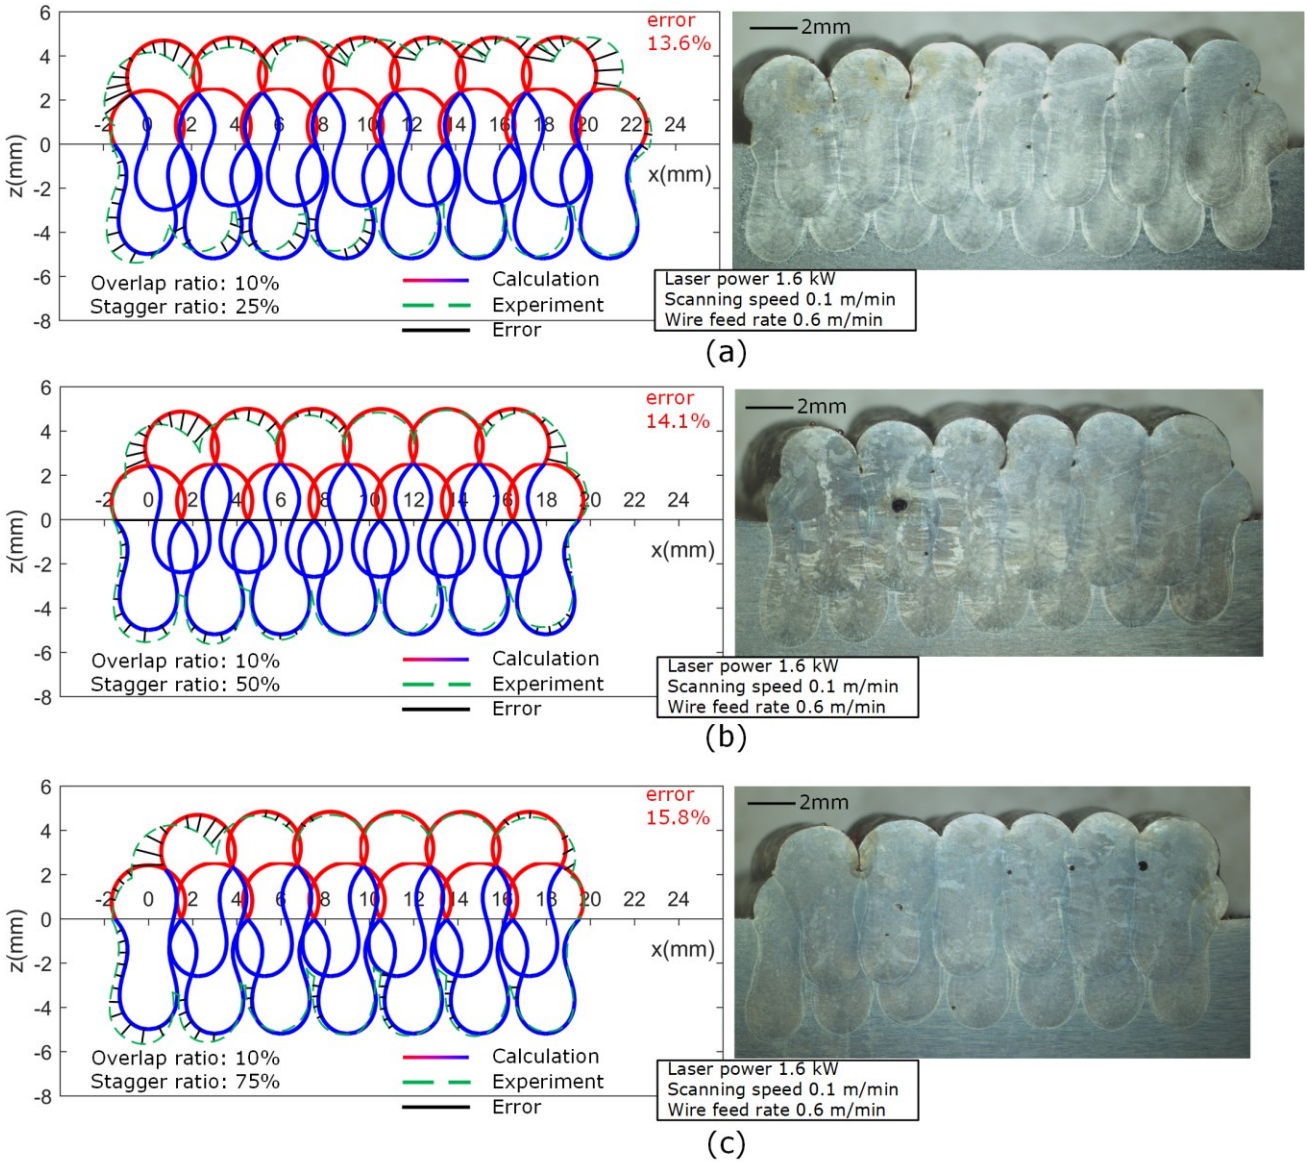 6
4
2
0
-2
-4
-6
-8
z(mm)
-2 0 2 4 6 8 10 12 14 16 18 20 22 24
x(mm)
error
13.6%
Overlap ratio: 10%
Stagger ratio: 25%
Calculation
Experiment
Error
2mm
Laser power 1.6 kW
Scanning speed 0.1 m/min
Wire feed rate 0.6 m/min
(a)
6
4
2
0
-2
-4
-6
-8
z(mm)
-2 0 2 4 6 8 10 12 14 16 18 20 22 24
x(mm)
error
14.1%
Overlap ratio: 10%
Stagger ratio: 50%
Calculation
Experiment
Error
2mm
Laser power 1.6 kW
Scanning speed 0.1 m/min
Wire feed rate 0.6 m/min
(b)
6
4
2
0
-2
-4
-6
-8
z(mm)
-2 0 2 4 6 8 10 12 14 16 18 20 22 24
x(mm)
error
15.8%
Overlap ratio: 10%
Stagger ratio: 75%
Calculation
Experiment
Error
2mm
Laser power 1.6 kW
Scanning speed 0.1 m/min
Wire feed rate 0.6 m/min
(c)